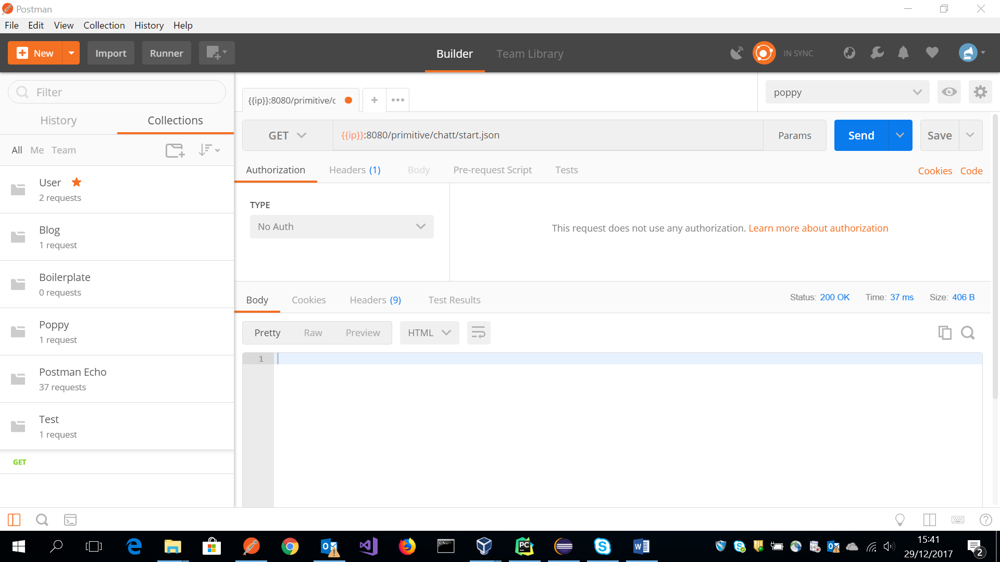 Postman
File Edit View Collection History Help
New Import Runner Builder Team Library IN SYNC
Filter
{{ip}}:8080/primitive/c
poppy
History Collections
GET {{ip}}:8080/primitive/chatt/start.json Params Send Save
All Me Team
Authorization Headers (1) Body Pre-request Script Tests Cookies Code
User
2 requests
Blog
1 request
Boilerplate
0 requests
Poppy
1 request
Postman Echo
37 requests
Test
1 request
GET
TYPE
No Auth
This request does not use any authorization. Learn more about authorization
Body Cookies Headers (9) Test Results Status: 200 OK Time: 37 ms Size: 406 B
Pretty Raw Preview HTML
1
15:41
29/12/2017
2